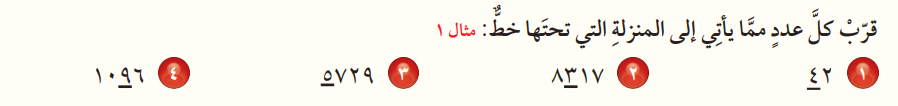 قرّبْ كلَّ عددٍ ممَّا يأتِي إلى المنزلةِ التي تحتَها خطٌّ: مثال ١
١ ٤٢ ٢ ٨٣١٧ ٣ ٥٧٢٩ ٤ ١٠٩٦